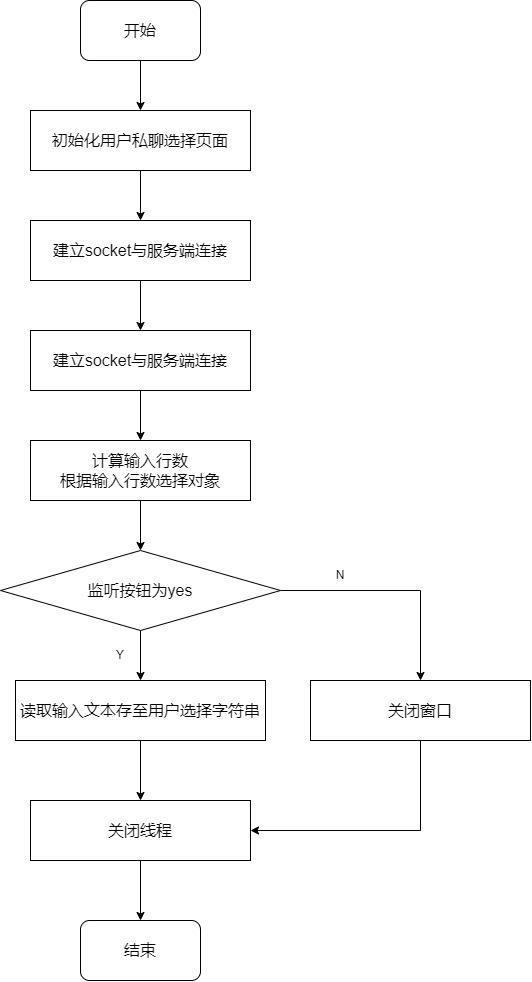 开始
初始化用户私聊选择页面
建立socket与服务端连接
建立socket与服务端连接
计算输入行数
根据输入行数选择对象
监听按钮为yes
N
Y
读取输入文本存至用户选择字符串
关闭窗口
关闭线程
结束